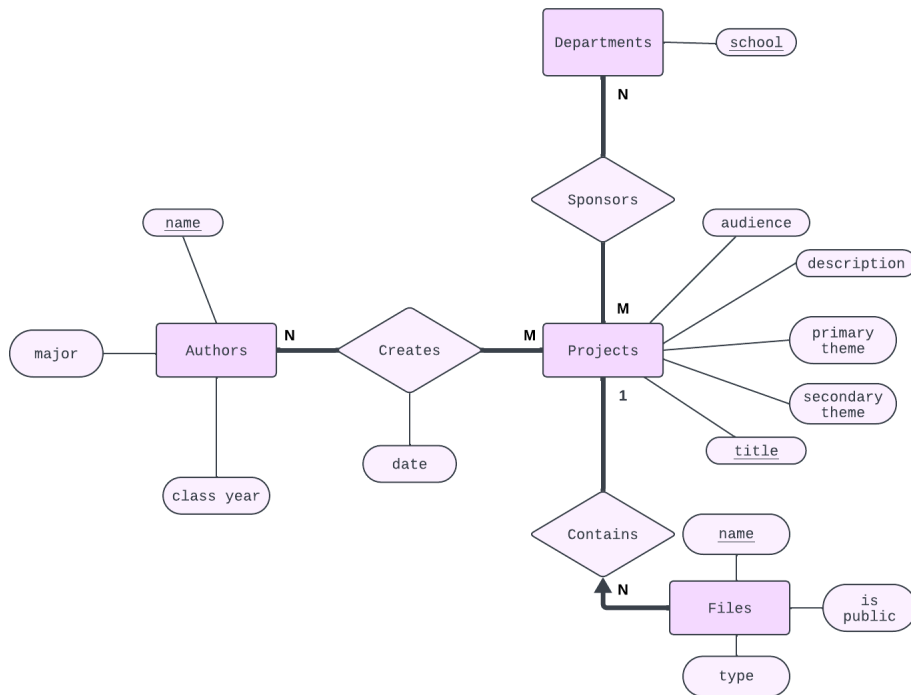 Departments
school
N
Sponsors
name
audience
description
M
N
M
major
Authors
Creates
Projects
primary
theme
1
secondary
theme
title
date
class year
Contains
name
N
Files
is
public
type